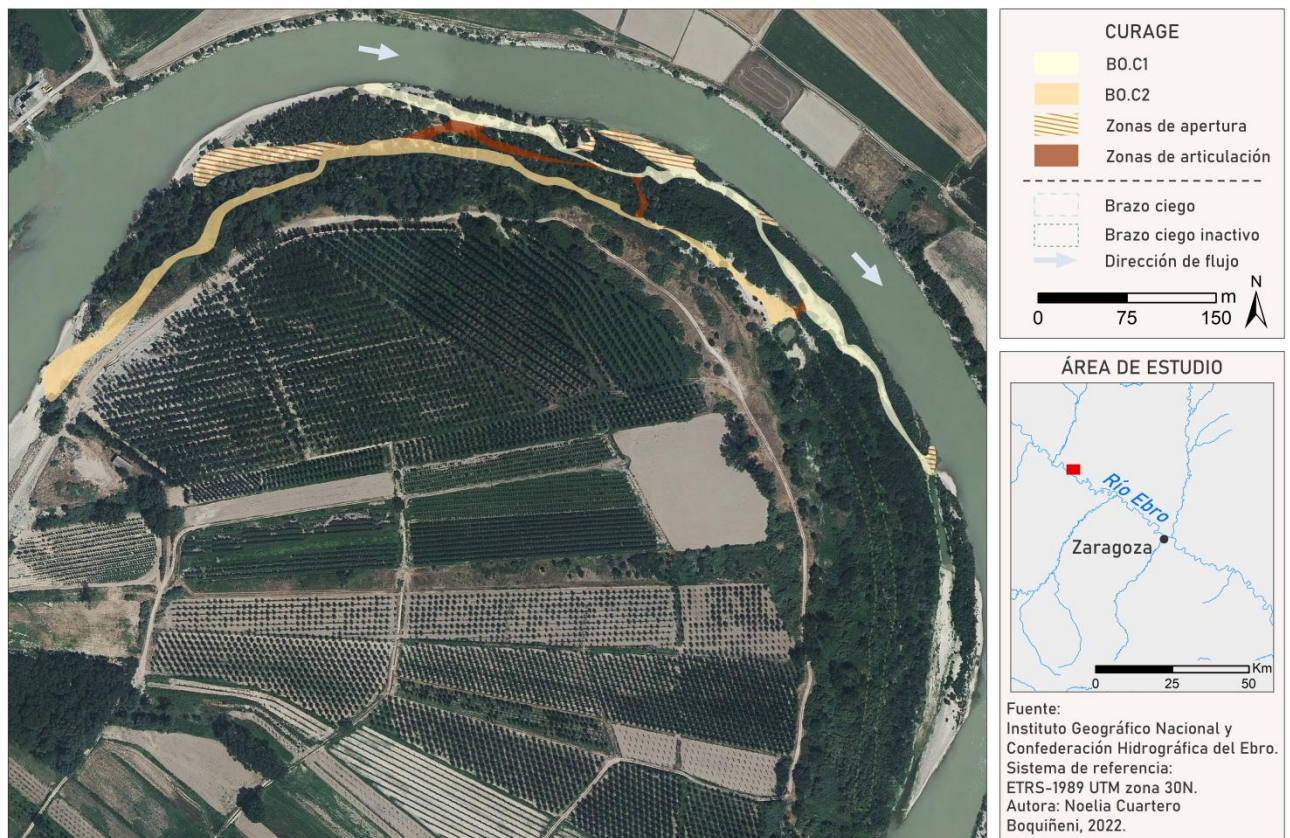 CURAGE
BO.C1
BO.C2
Zonas de apertura
Zonas de articulación
Brazo ciego
Brazo ciego inactivo
Dirección de flujo
N
m
0 75 150
ÁREA DE ESTUDIO
Río Ebro
Zaragoza
Km
0 25 50
Fuente:
Instituto Geográfico Nacional y
Confederación Hidrográfica del Ebro.
Sistema de referencia:
ETRS-1989 UTM zona 30N.
Autora: Noelia Cuartero
Boquiñeni, 2022.